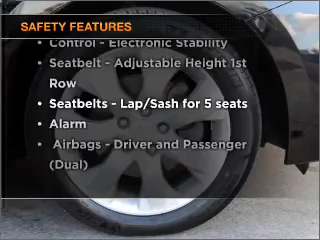 SAFETY FEATURES
• Control - Electronic Stability
• Seatbelt - Adjustable Height 1st
Row
• Seatbelts - Lap/Sash for 5 seats
• Alarm
• Airbags - Driver and Passenger
(Dual)